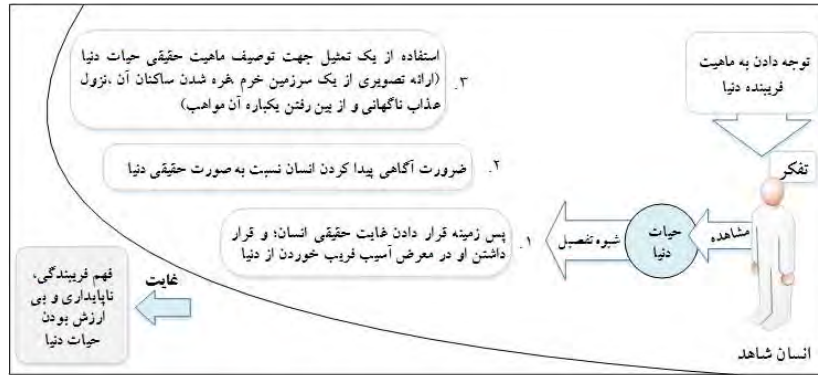 توجه دادن به ماهیت
فریبنده دنیا
تفکر
انسان شاهد
مشاهده
حیات
دنیا
شیوه تفصیل
۱. پس زمینه قرار دادن غایت حقیقی انسان؛ و قرار
داشتن او در معرض آسیب فریب خوردن از دنیا
۲. ضرورت آگاهی پیدا کردن انسان نسبت به صورت حقیقی دنیا
۳. استفاده از یک تمثیل جهت توصیف ماهیت حقیقی حیات دنیا
(ارائه تصویری از یک سرزمین خرم ،غره شدن ساکنان آن ،نزول
عذاب ناگهانی و از بین رفتن یکباره آن مواهب)
غایت
فهم فریبندگی،
ناپایداری و بی
ارزش بودن
حیات دنیا